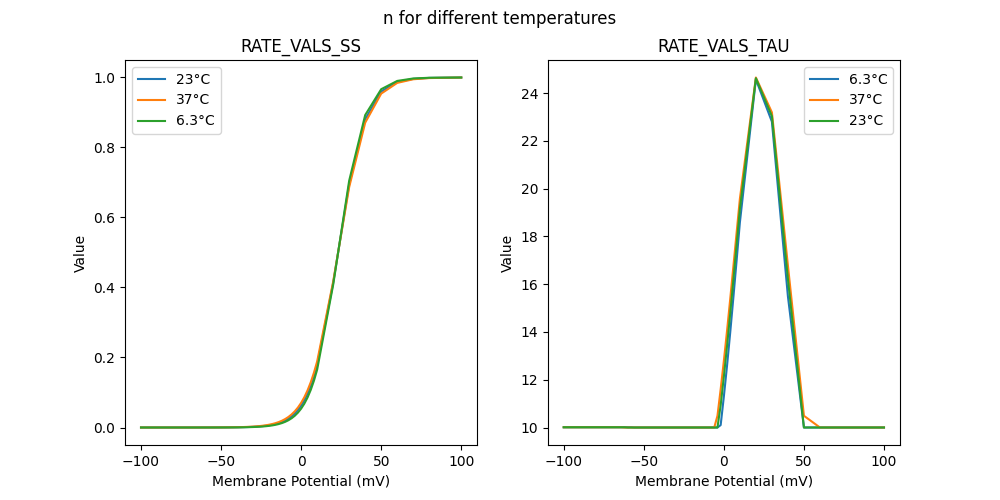 n for different temperatures
RATE_VALS_SS
1.0
0.8
0.6
0.4
0.2
0.0
Value
23°C
37°C
6.3°C
−100
−50
0
50
100
Membrane Potential (mV)
RATE_VALS_TAU
24
22
20
18
16
14
12
10
Value
6.3°C
37°C
23°C
−100
−50
0
50
100
Membrane Potential (mV)